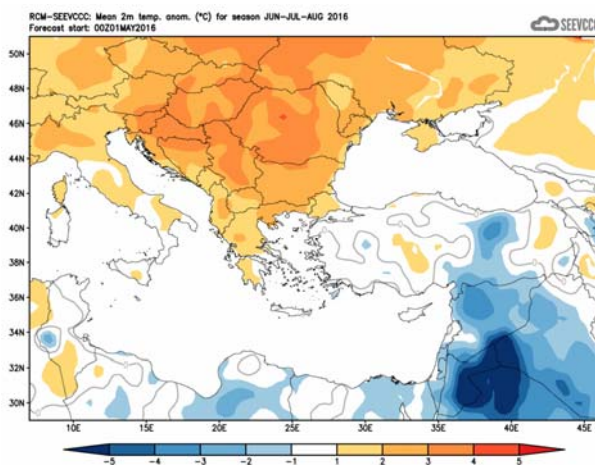 RCM-SEEVCCC: Mean 2m temp. anom. (°C) for season JUN-JUL-AUG 2016
Forecast start: 00Z01MAY2016
SEEVCCC
50N
48N
46N
44N
42N
40N
38N
36N
34N
32N
30N
10E
15E
20E
25E
30E
35E
40E
45E
-5
-4
-3
-2
-1
1
2
3
4
5